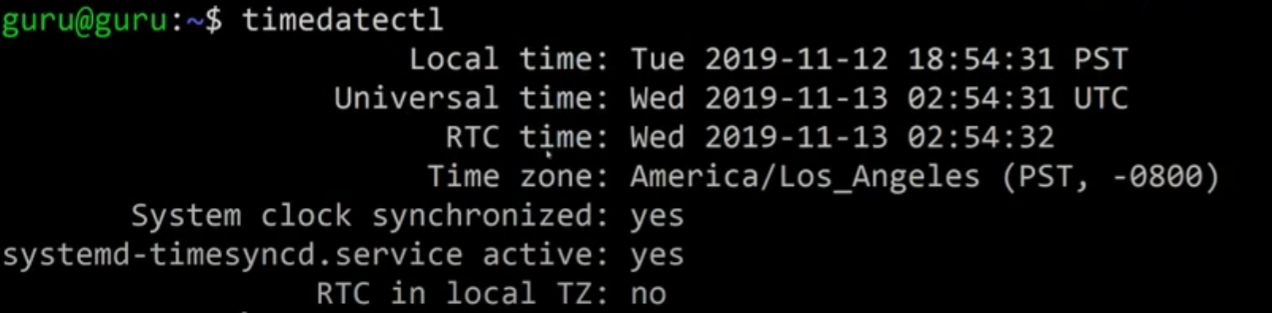 guru@guru:~$ timedatectl
Local time: Tue 2019-11-12 18:54:31 PST
Universal time: Wed 2019-11-13 02:54:31 UTC
RTC time: Wed 2019-11-13 02:54:32
Time zone: America/Los_Angeles (PST, -0800)
System clock synchronized: yes
systemd-timesyncd.service active: yes
RTC in local TZ: no